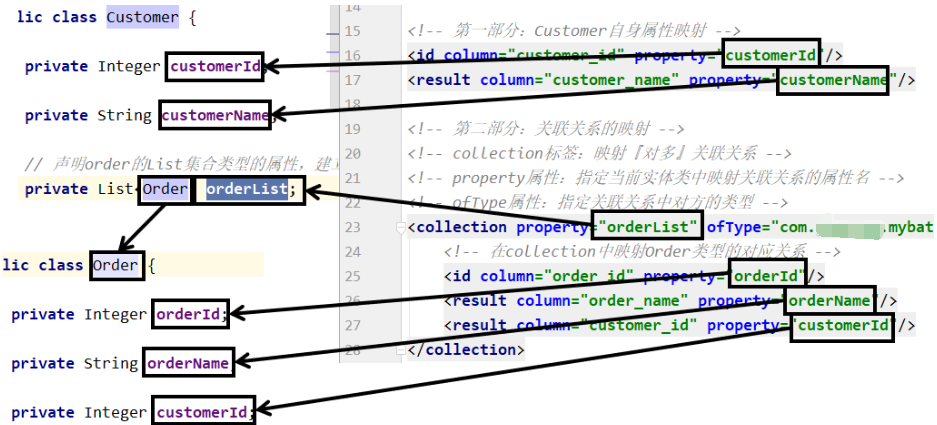 lic class Customer {
private Integer customerId;
private String customerName;
// 声明order的List集合类型的属性，建
private List<Order orderList;
lic class Order {
private Integer orderId;
private String orderName
private Integer customerId;
14
15 <!-- 第一部分：Customer自身属性映射 -->
16 <id column="customer_id" property="customerId"/>
17 <result column="customer_name" property="customerName"/>
18
19 <!-- 第二部分：关联关系的映射 -->
20 <!-- collection标签：映射『对多』关联关系 -->
21 <!-- property属性：指定当前实体类中映射关联关系的属性名 -->
22 <!-- ofType属性：指定关联关系中对方的类型 -->
23 <collection property="orderList" ofType="com. .mybat
24 <!-- 在collection中映射Order类型的对应关系 -->
25 <id column="order_id" property="orderId"/>
26 <result column="order_name" property="orderName"/>
27 <result column="customer_id" property="customerId"/>
28 </collection>